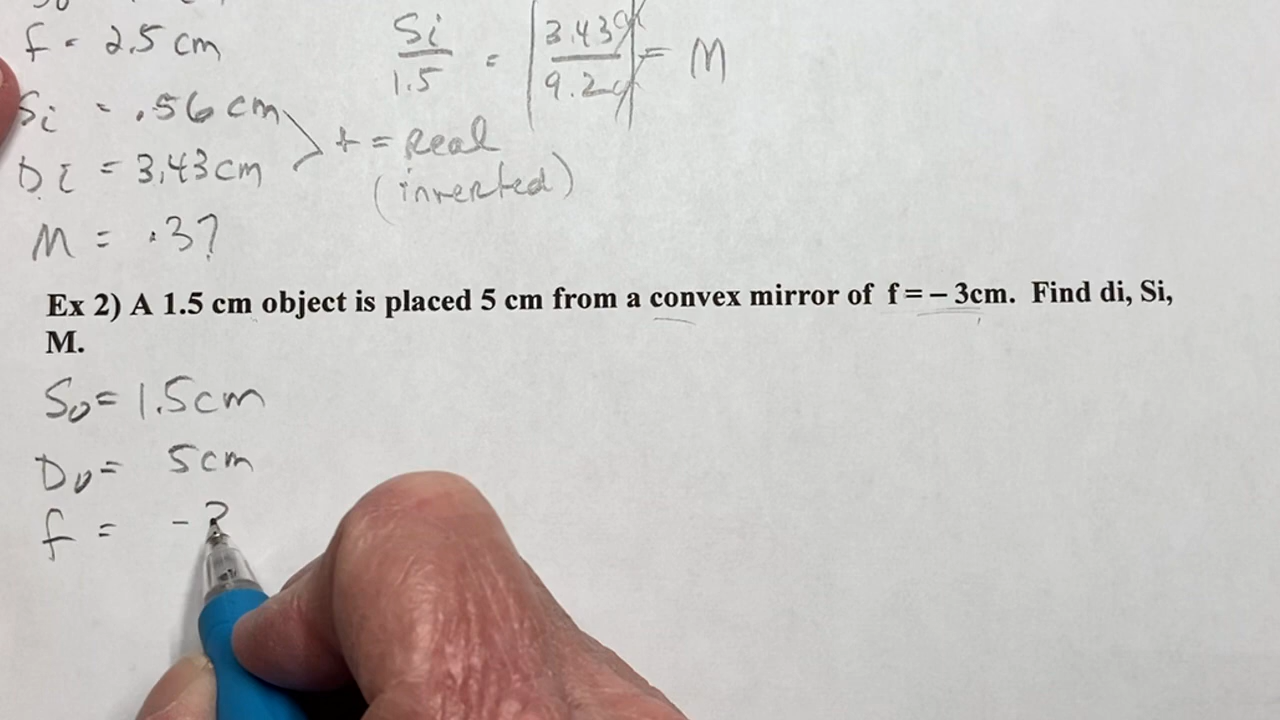 f = 2.5 cm
Si/1.5 = |3.43cm/9.2cm| = M
Si = .56 cm
+ = Real
Di = 3.43 cm
(inverted)
M = .37
Ex 2) A 1.5 cm object is placed 5 cm from a convex mirror of f = – 3cm. Find di, Si,
M.
So = 1.5cm
Do = 5cm
f = -3